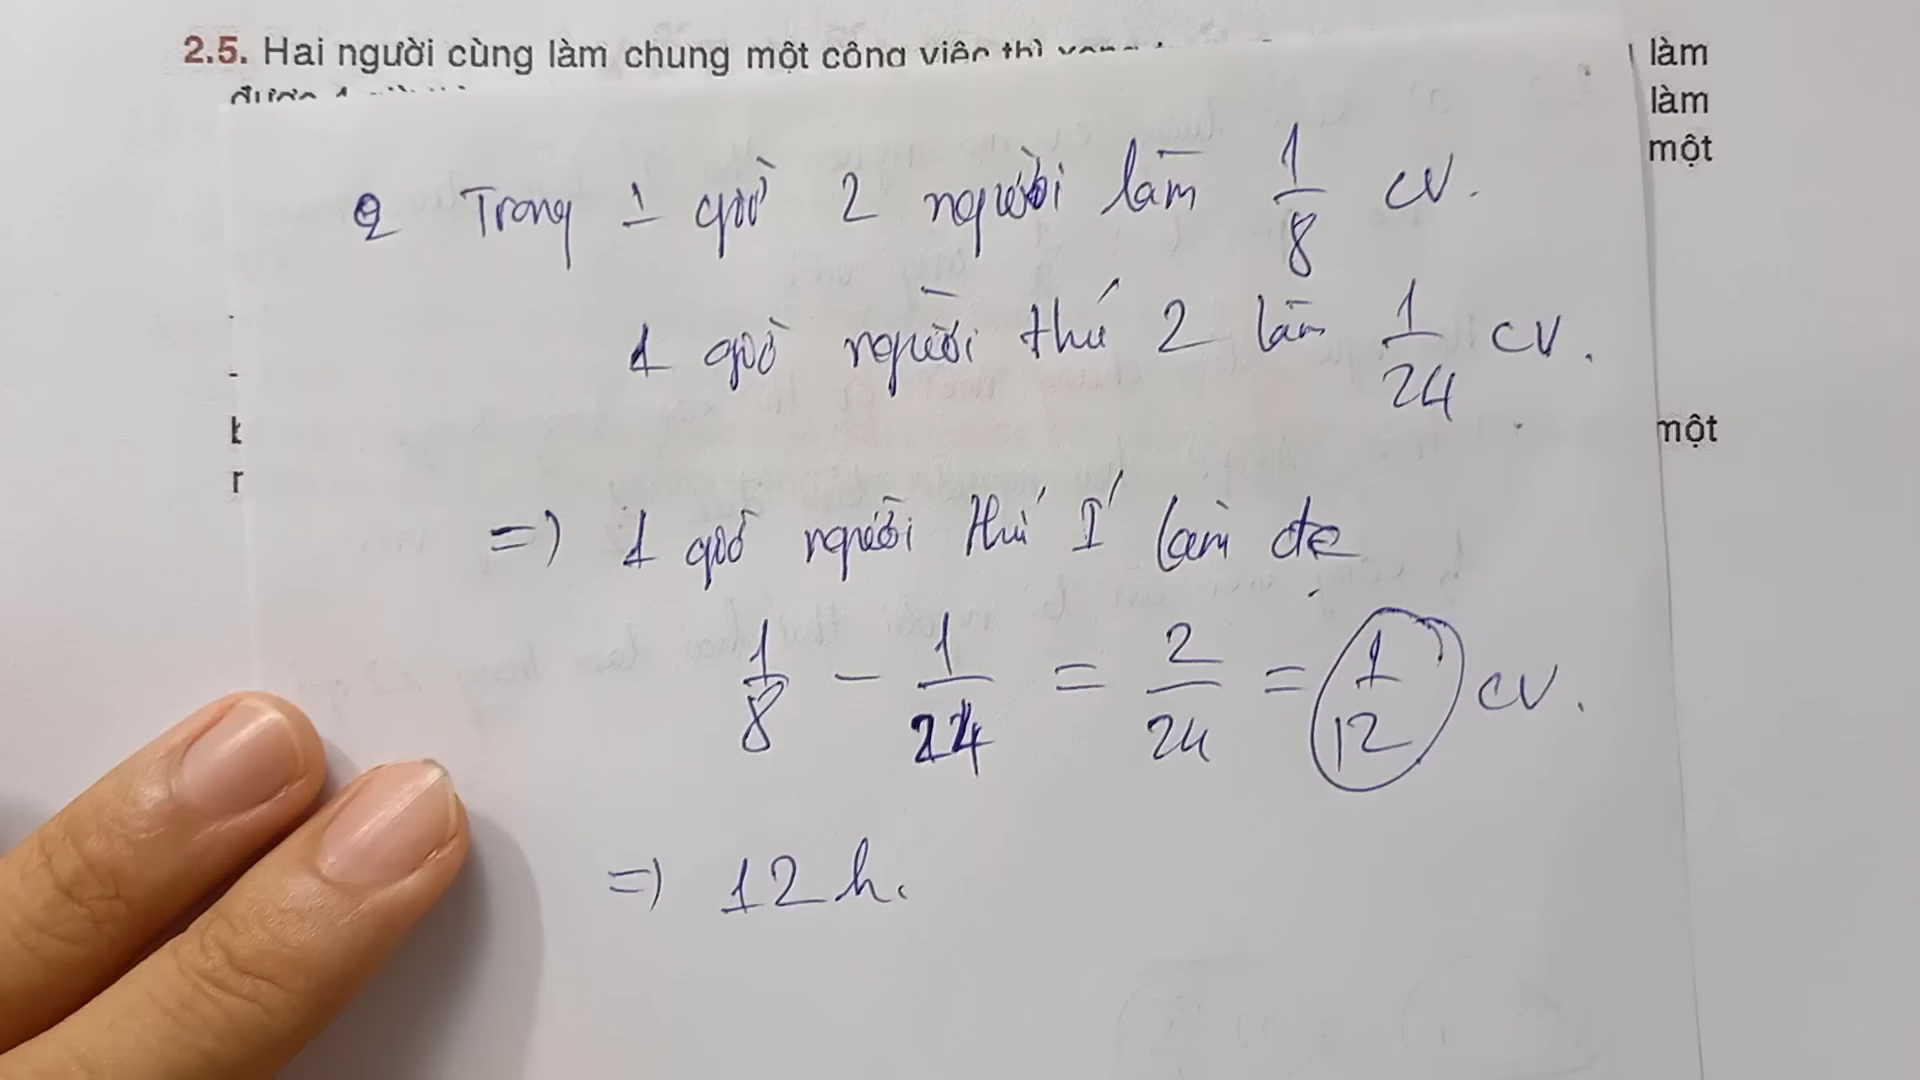 2.5. Hai người cùng làm chung một công việc thì làm
được làm
một
Trong 1 giờ 2 người làm 1/8 CV.
1 giờ người thứ 2 làm 1/24 CV.
một
=> 1 giờ người thứ I làm đc
1/8 - 1/24 = 2/24 = 1/12 CV.
=> 12 h.